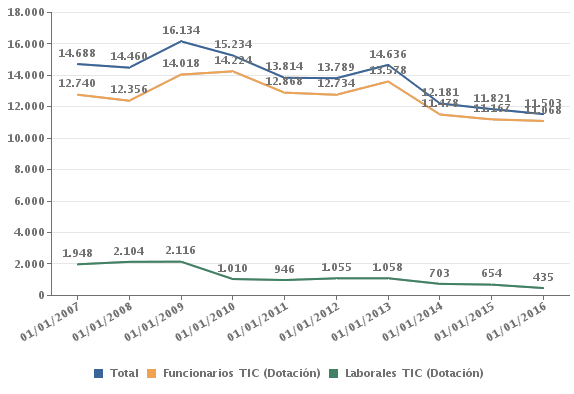 18.000
16.000
14.000
12.000
10.000
8.000
6.000
4.000
2.000
0
14.688 14.460 16.134 15.234 13.814 13.789 14.636 12.181 11.821 11.503
12.740 12.356 14.018 14.224 12.868 12.734 13.578 11.478 11.167 11.068
1.948 2.104 2.116 1.010 946 1.055 1.058 703 654 435
01/01/2007 01/01/2008 01/01/2009 01/01/2010 01/01/2011 01/01/2012 01/01/2013 01/01/2014 01/01/2015 01/01/2016
Total Funcionarios TIC (Dotación) Laborales TIC (Dotación)